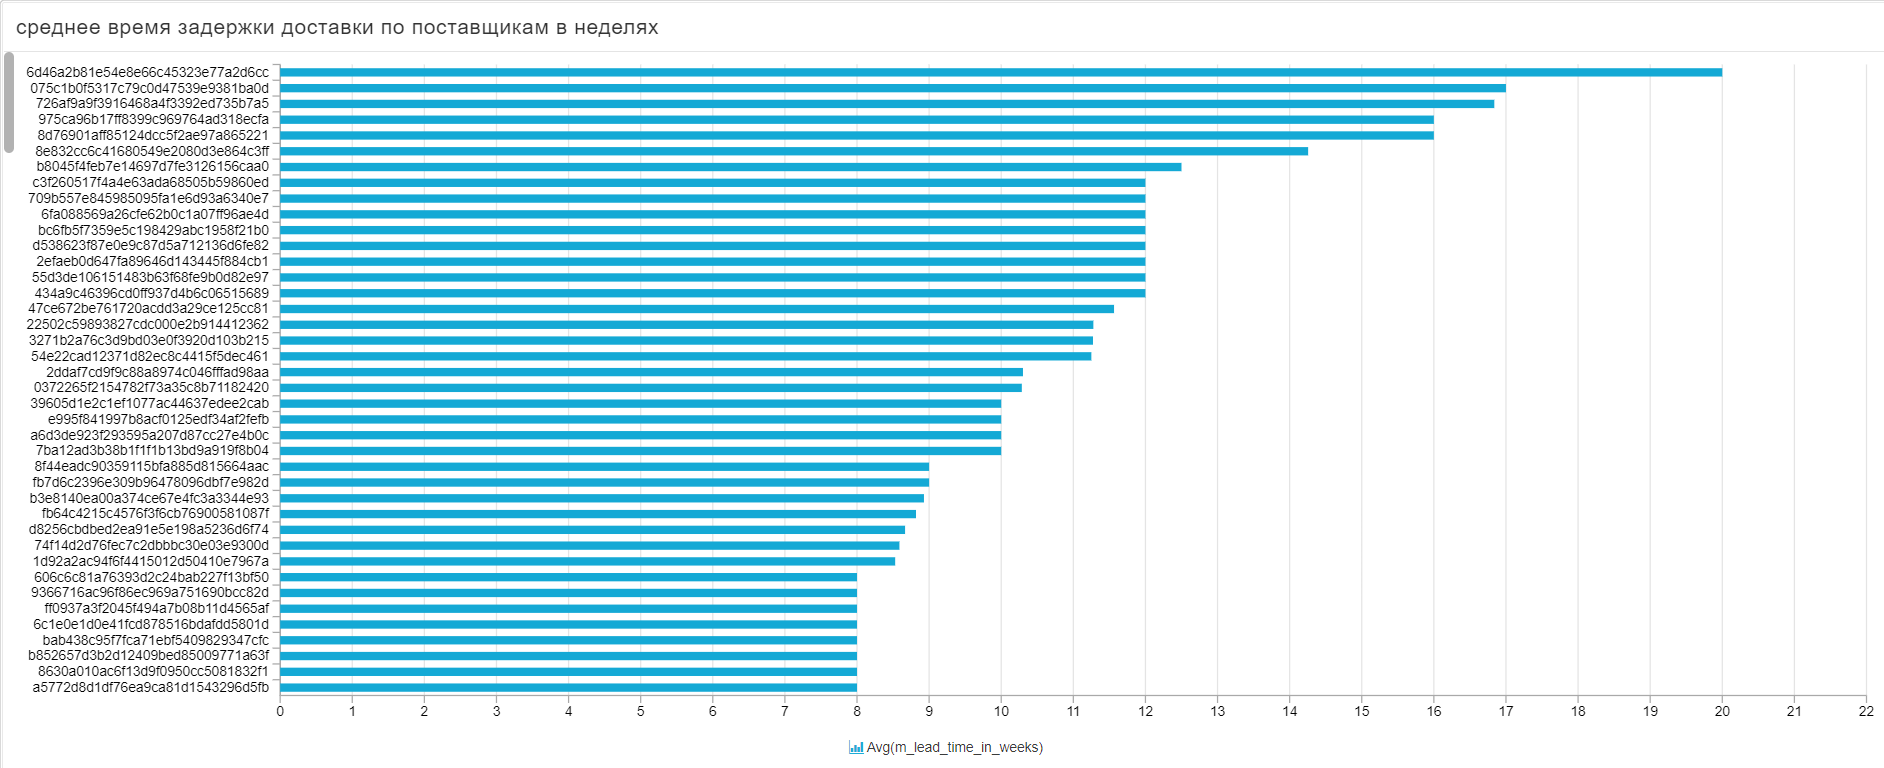 среднее время задержки доставки по поставщикам в неделях
6d46a2b81e54e8e66c45323e77a2d6cc
075c1b0f5317c79c0d47539e9381ba0d
726af9a9f3916468a4f3392ed735b7a5
975ca96b17ff8399c969764ad318ecfa
8d76901aff85124dcc5f2ae97a865221
8e832cc6c41680549e2080d3e864c3ff
b8045f4feb7e14697d7fe3126156caa0
c3f260517f4a4e63ada68505b59860ed
709b557e845985095fa1e6d93a6340e7
6fa088569a26cfe62b0c1a07ff96ae4d
bc6fb5f7359e5c198429abc1958f21b0
d538623f87e0e9c87d5a712136d6fe82
2efaeb0d647fa89646d143445f884cb1
55d3de106151483b63f68fe9b0d82e97
434a9c46396cd0ff937d4b6c06515689
47ce672be761720acdd3a29ce125cc81
22502c59893827cdc000e2b914412362
3271b2a76c3d9bd03e0f3920d103b215
54e22cad12371d82ec8c4415f5dec461
2ddaf7cd9f9c88a8974c046fffad98aa
0372265f2154782f73a35c8b71182420
39605d1e2c1ef1077ac44637edee2cab
e995f841997b8acf0125edf34af2fefb
a6d3de923f293595a207d87cc27e4b0c
7ba12ad3b38b1f1f1b13bd9a919f8b04
8f44eadc90359115bfa885d815664aac
fb7d6c2396e309b96478096dbf7e982d
b3e8140ea00a374ce67e4fc3a3344e93
fb64c4215c4576f3f6cb76900581087f
d8256cbdbed2ea91e5e198a5236d6f74
74f14d2d76fec7c2dbbbc30e03e9300d
1d92a2ac94f6f4415012d50410e7967a
606c6c81a76393d2c24bab227f13bf50
9366716ac96f86ec969a751690bcc82d
ff0937a3f2045f494a7b08b11d4565af
6c1e0e1d0e41fcd878516bdafdd5801d
bab438c95f7fca71ebf5409829347cfc
b852657d3b2d12409bed85009771a63f
8630a010ac6f13d9f0950cc5081832f1
a5772d8d1df76ea9ca81d1543296d5fb
0 1 2 3 4 5 6 7 8 9 10 11 12 13 14 15 16 17 18 19 20 21 22
Avg(m_lead_time_in_weeks)